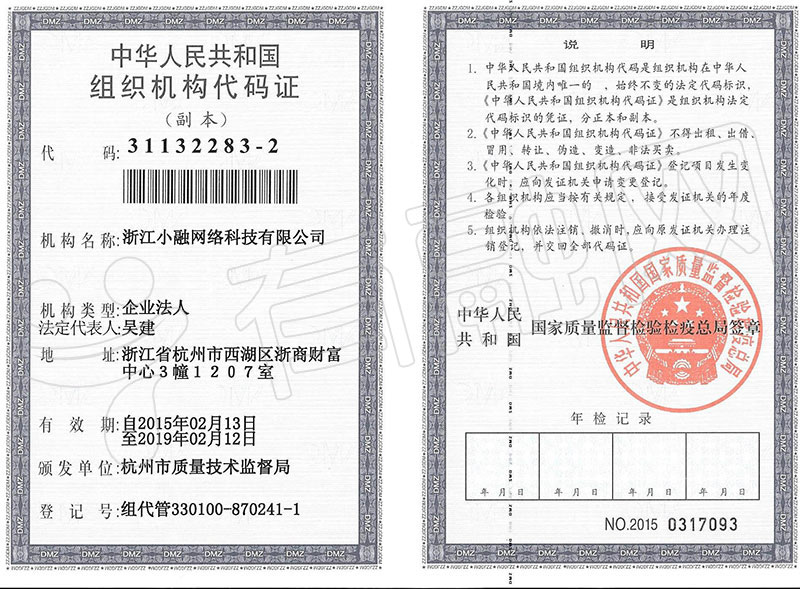 中华人民共和国
组织机构代码证
（副本）
代 码: 31132283-2
机构名称:浙江小融网络科技有限公司
机构类型:企业法人
法定代表人:吴建
地 址:浙江省杭州市西湖区浙商财富
中心3幢1207室
有 效 期:自2015年02月13日
至2019年02月12日
颁发单位:杭州市质量技术监督局
登 记 号:组代管330100-870241-1
说 明
1. 中华人民共和国组织机构代码是组织机构在中华人
民共和国境内唯一的 、始终不变的法定代码标识,
《中华人民共和国组织机构代码证》是组织机构法定
代码标识的凭证，分正本和副本。
2.《中华人民共和国组织机构代码证》不得出租、出借、
冒用、转让、伪造、变造、非法买卖。
3.《中华人民共和国组织机构代码证》登记项目发生变
化时，应向发证机关申请变更登记。
4. 各组织机构应当按有关规定，接受发证机关的年度
检验。
5. 组织机构依法注销、撤消时,应向原发证机关办理注
销登记，并交回全部代码证。
中华人民
共和国
国家质量监督检验检疫总局签章
中华人民共和国国家质量监督检验检疫总局
年检记录
年 月 日
年 月 日
年 月 日
年 月 日
NO.2015 0317093
有融网